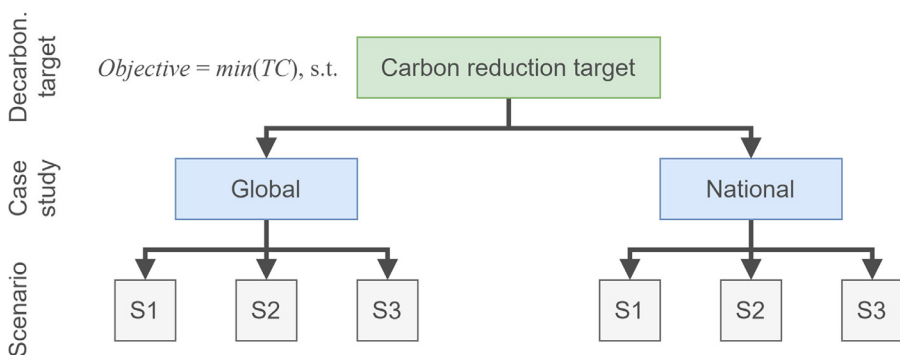 Decarbon.
target
Objective = min(TC), s.t.
Carbon reduction target
Case
study
Global
National
Scenario
S1
S2
S3
S1
S2
S3